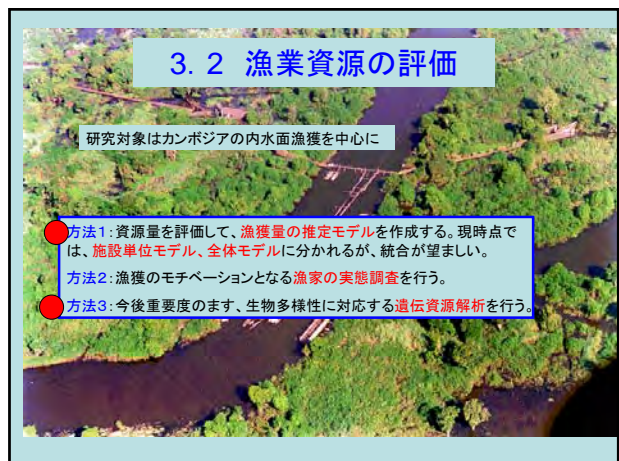 3. 2 漁業資源の評価
研究対象はカンボジアの内水面漁獲を中心に
方法1:資源量を評価して、漁獲量の推定モデルを作成する。現時点で
は、施設単位モデル、全体モデルに分かれるが、統合が望ましい。
方法2:漁獲のモチベーションとなる漁家の実態調査を行う。
方法3:今後重要度のます、生物多様性に対応する遺伝資源解析を行う。